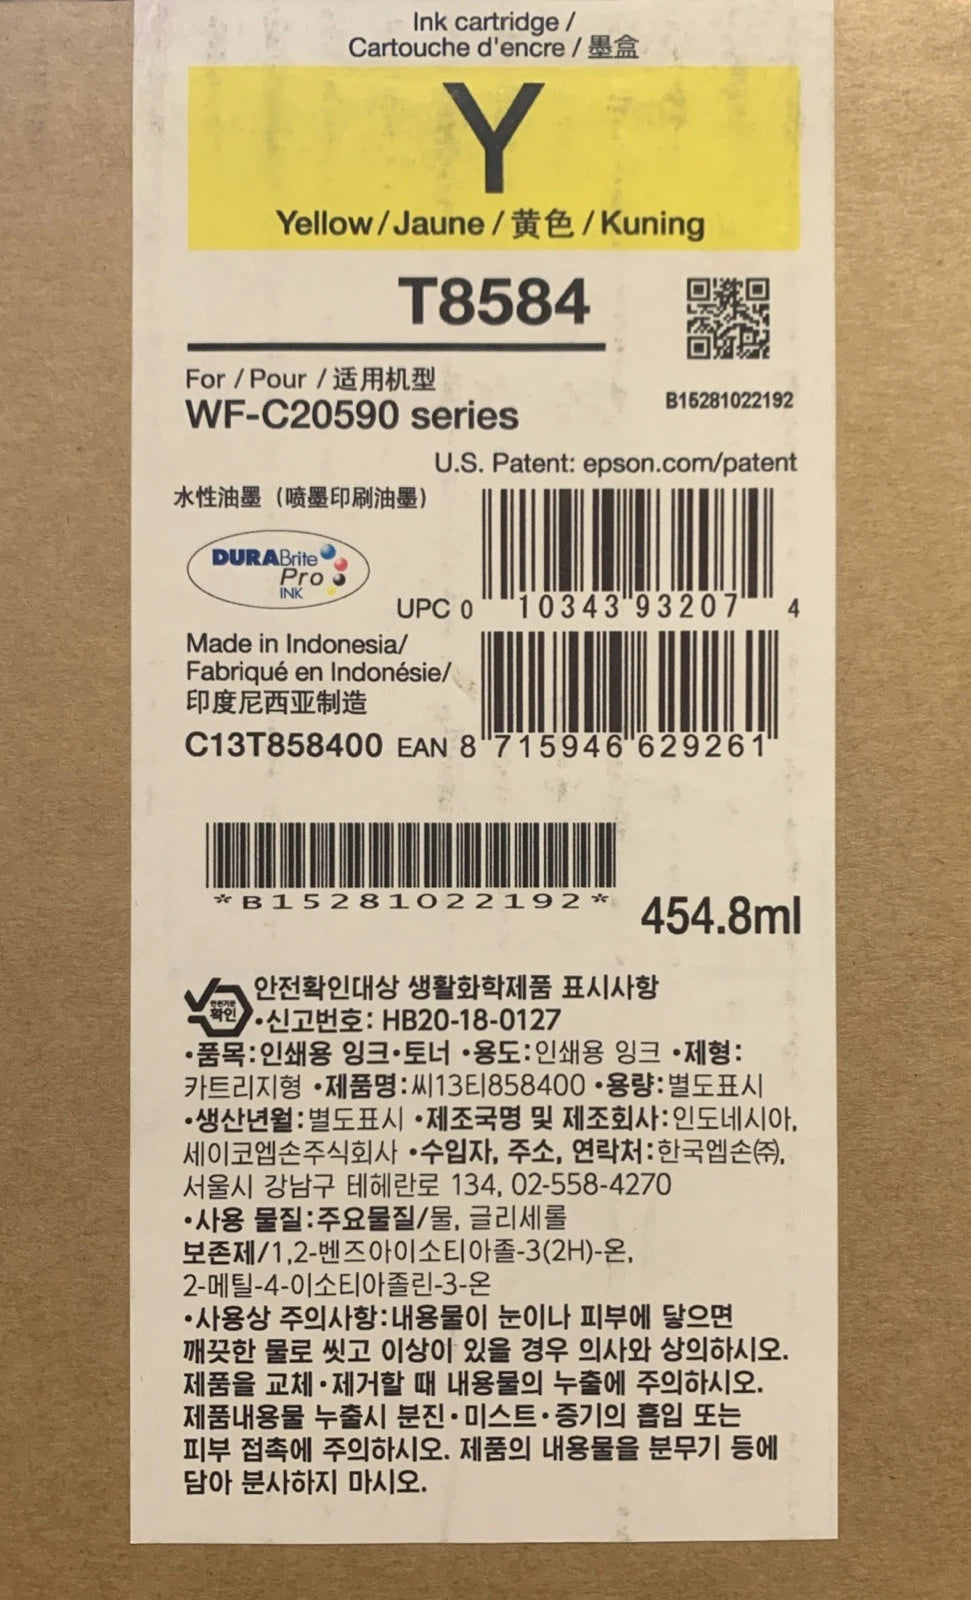 Ink cartridge /
Cartouche d'encre / 墨盒
Y
Yellow / Jaune / 黄色 / Kuning
T8584
For / Pour / 适用机型
WF-C20590 series
B15281022192
U.S. Patent: epson.com/patent
水性油墨（喷墨印刷油墨）
DURABrite
Pro
INK
UPC 0 10343 93207 4
Made in Indonesia/
Fabriqué en Indonésie/
印度尼西亚制造
C13T858400 EAN 8 715946 629261
*B15281022192*
454.8ml
안전기준
확인
안전확인대상 생활화학제품 표시사항
•신고번호: HB20-18-0127
•품목:인쇄용 잉크•토너 •용도:인쇄용 잉크 •제형:
카트리지형 •제품명:씨13티858400 •용량:별도표시
•생산년월:별도표시 •제조국명 및 제조회사:인도네시아,
세이코엡손주식회사 •수입자, 주소, 연락처:한국엡손㈜,
서울시 강남구 테헤란로 134, 02-558-4270
•사용 물질:주요물질/물, 글리세롤
보존제/1,2-벤즈아이소티아졸-3(2H)-온,
2-메틸-4-이소티아졸린-3-온
•사용상 주의사항:내용물이 눈이나 피부에 닿으면
깨끗한 물로 씻고 이상이 있을 경우 의사와 상의하시오.
제품을 교체•제거할 때 내용물의 누출에 주의하시오.
제품내용물 누출시 분진•미스트•증기의 흡입 또는
피부 접촉에 주의하시오. 제품의 내용물을 분무기 등에
담아 분사하지 마시오.